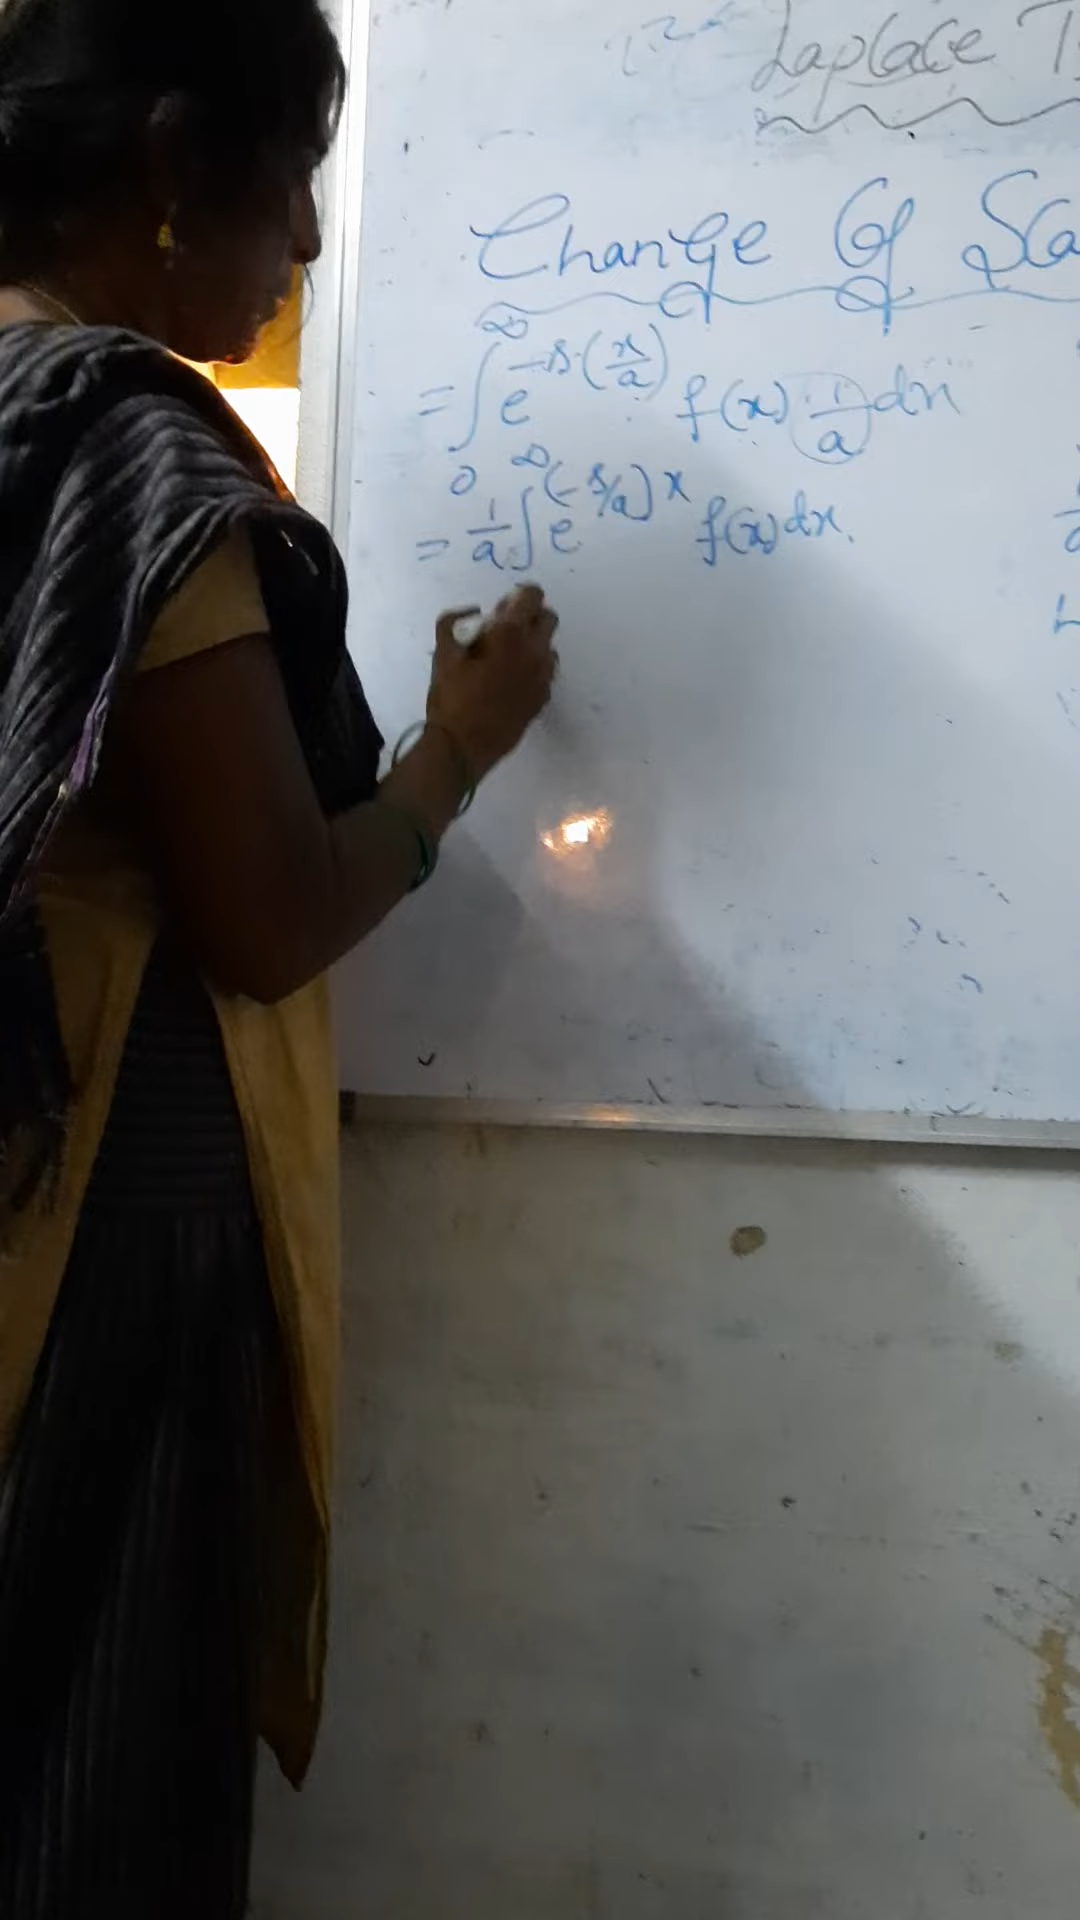 Laplace T
Change Of Sca
= ∫₀^∞ e^{-s·(x/a)} f(x) 1/a dx
= 1/a ∫^∞ e^{(-s/a)x} f(x) dx.